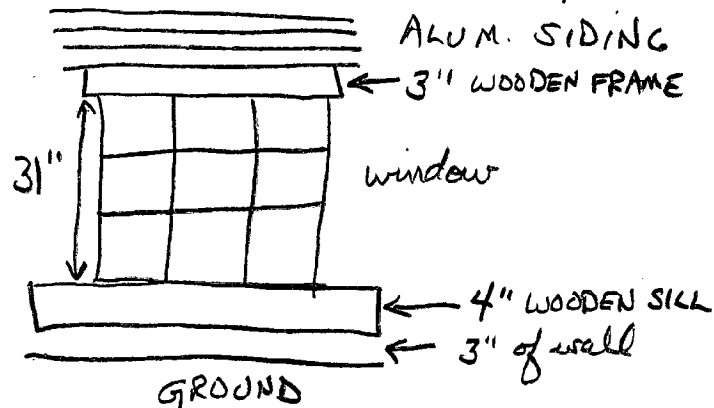 ALUM. SIDING
3" WOODEN FRAME
31"
window
4" WOODEN SILL
3" of wall
GROUND